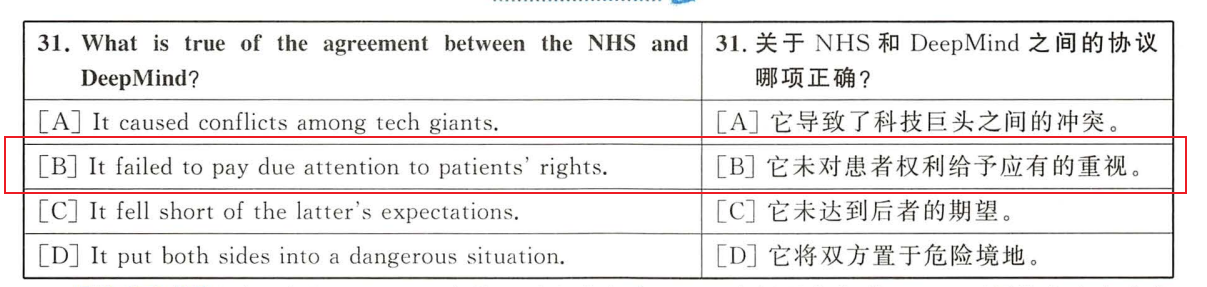 31. What is true of the agreement between the NHS and
DeepMind?
31. 关于 NHS 和 DeepMind 之间的协议
哪项正确?
[A] It caused conflicts among tech giants.
[A] 它导致了科技巨头之间的冲突。
[B] It failed to pay due attention to patients' rights.
[B] 它未对患者权利给予应有的重视。
[C] It fell short of the latter's expectations.
[C] 它未达到后者的期望。
[D] It put both sides into a dangerous situation.
[D] 它将双方置于危险境地。